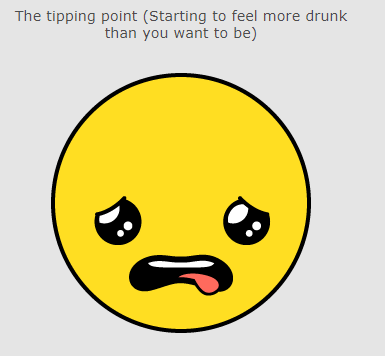 The tipping point (Starting to feel more drunk
than you want to be)